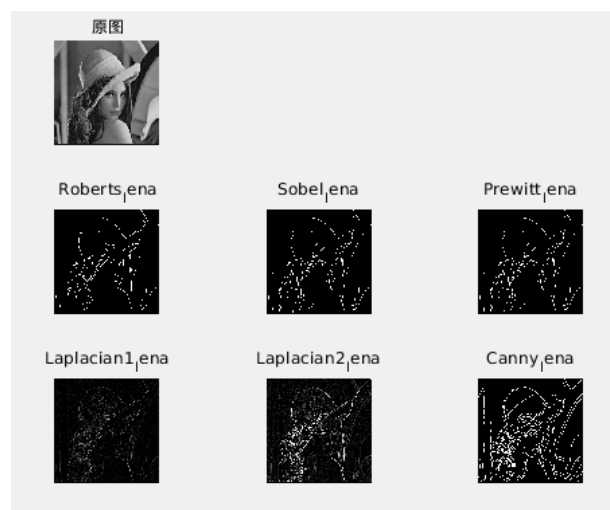 原图
Roberts_lena
Sobel_lena
Prewitt_lena
Laplacian1_lena
Laplacian2_lena
Canny_lena